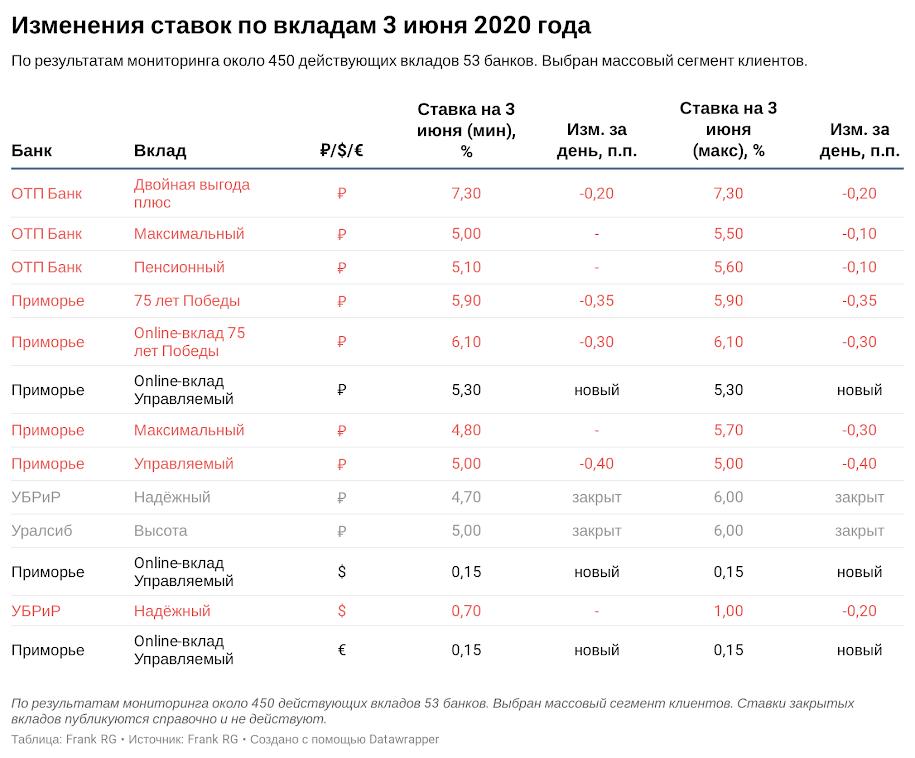 Изменения ставок по вкладам 3 июня 2020 года
По результатам мониторинга около 450 действующих вкладов 53 банков. Выбран массовый сегмент клиентов.
Банк Вклад ₽/$/€ Ставка на 3 июня (мин), % Изм. за день, п.п. Ставка на 3 июня (макс), % Изм. за день, п.п.
ОТП Банк Двойная выгода плюс ₽ 7,30 -0,20 7,30 -0,20
ОТП Банк Максимальный ₽ 5,00 - 5,50 -0,10
ОТП Банк Пенсионный ₽ 5,10 - 5,60 -0,10
Приморье 75 лет Победы ₽ 5,90 -0,35 5,90 -0,35
Приморье Online-вклад 75 лет Победы ₽ 6,10 -0,30 6,10 -0,30
Приморье Online-вклад Управляемый ₽ 5,30 новый 5,30 новый
Приморье Максимальный ₽ 4,80 - 5,70 -0,30
Приморье Управляемый ₽ 5,00 -0,40 5,00 -0,40
УБРиР Надёжный ₽ 4,70 закрыт 6,00 закрыт
Уралсиб Высота ₽ 5,00 закрыт 6,00 закрыт
Приморье Online-вклад Управляемый $ 0,15 новый 0,15 новый
УБРиР Надёжный $ 0,70 - 1,00 -0,20
Приморье Online-вклад Управляемый € 0,15 новый 0,15 новый
По результатам мониторинга около 450 действующих вкладов 53 банков. Выбран массовый сегмент клиентов. Ставки закрытых
вкладов публикуются справочно и не действуют.
Таблица: Frank RG • Источник: Frank RG • Создано с помощью Datawrapper